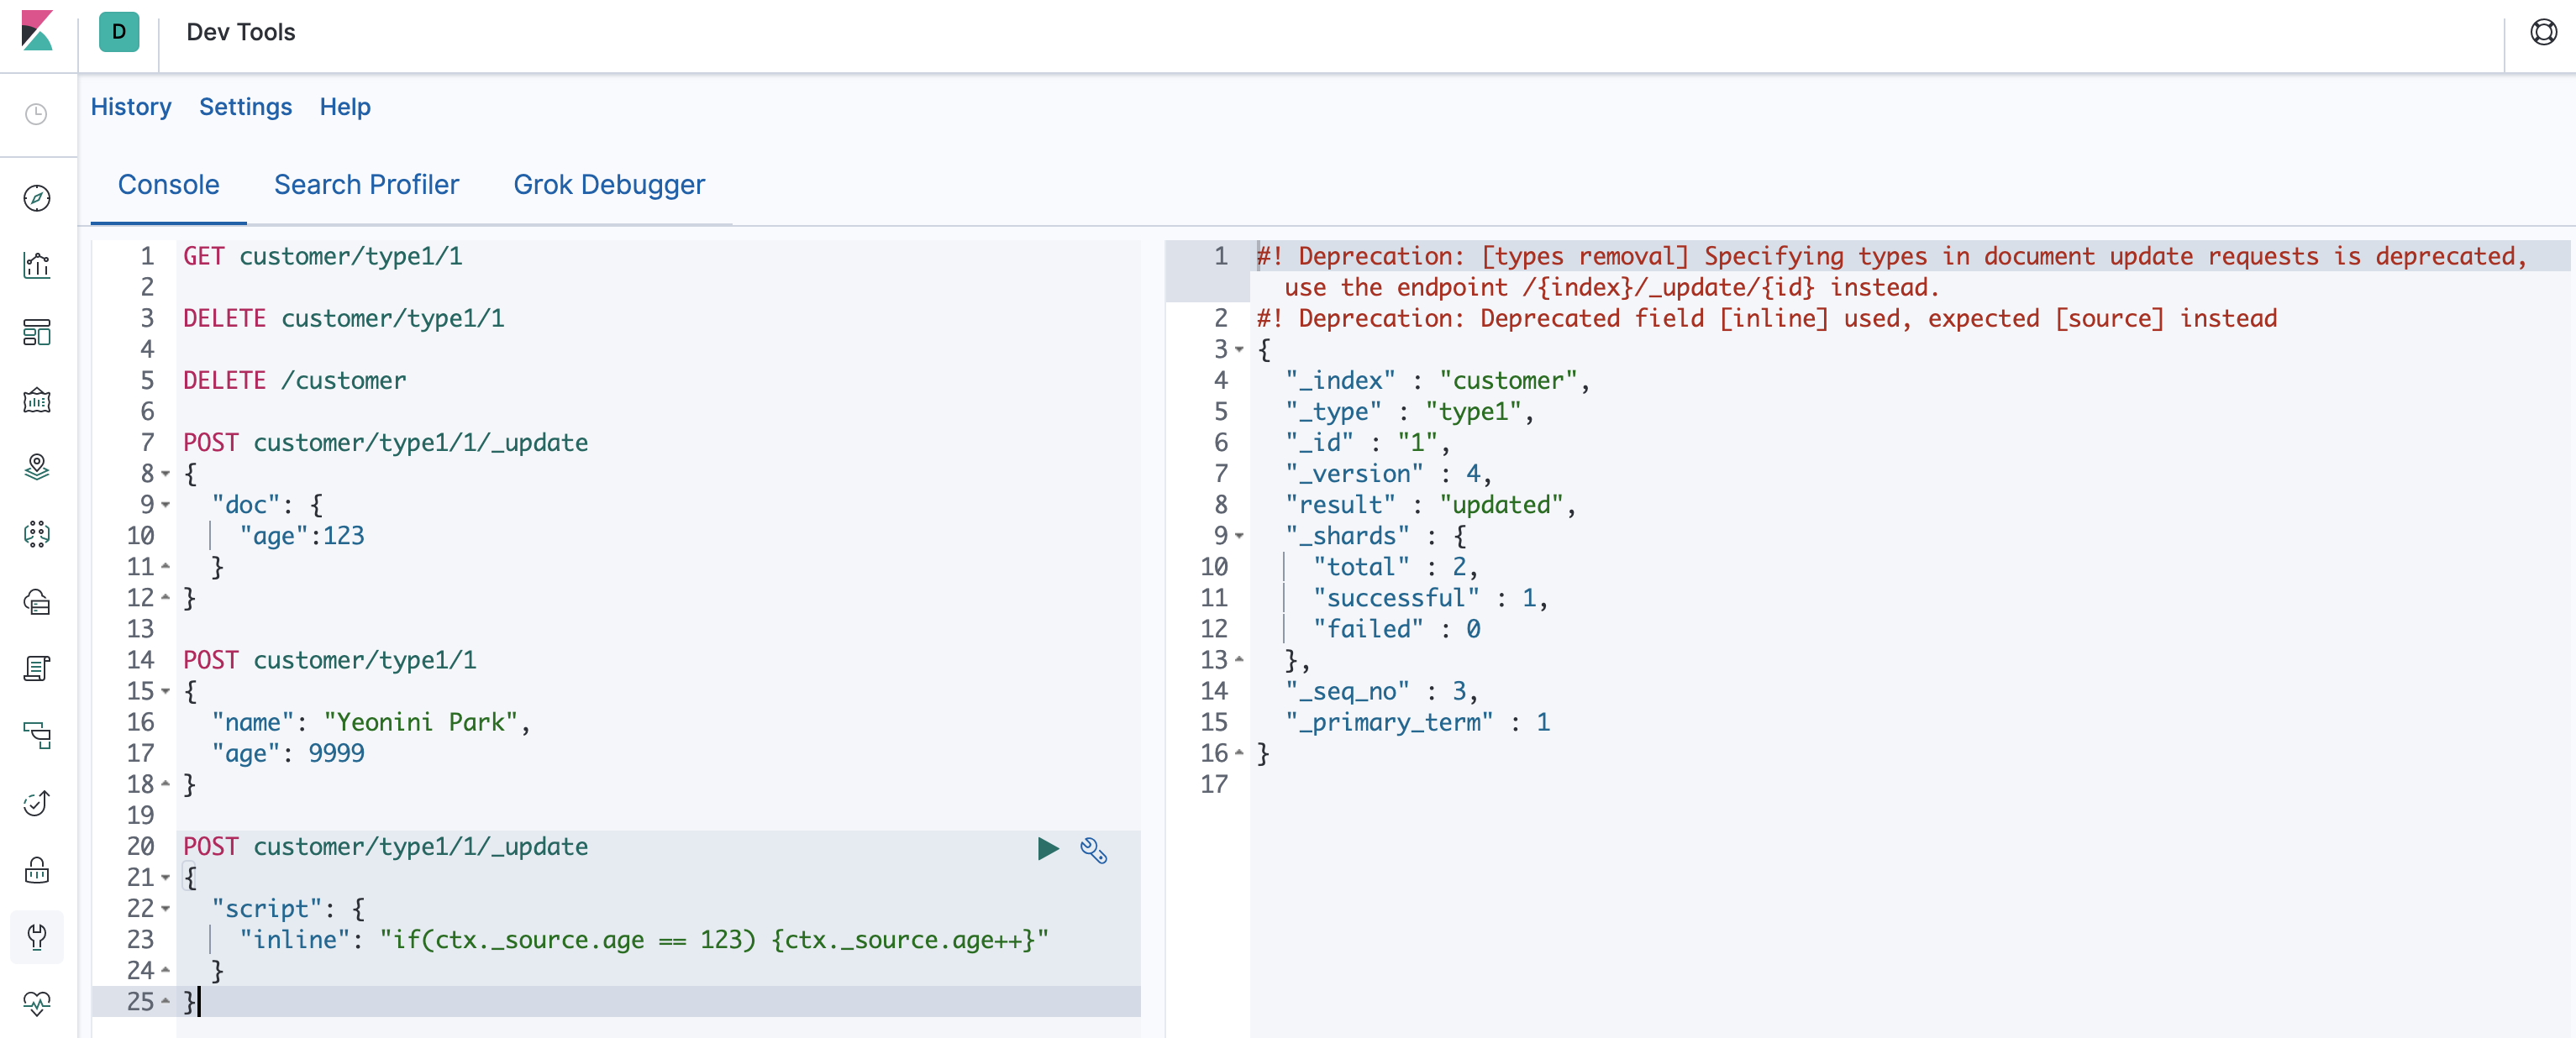 D
Dev Tools
History Settings Help
Console Search Profiler Grok Debugger
1 GET customer/type1/1
2
3 DELETE customer/type1/1
4
5 DELETE /customer
6
7 POST customer/type1/1/_update
8 {
9 "doc": {
10 "age":123
11 }
12 }
13
14 POST customer/type1/1
15 {
16 "name": "Yeonini Park",
17 "age": 9999
18 }
19
20 POST customer/type1/1/_update
21 {
22 "script": {
23 "inline": "if(ctx._source.age == 123) {ctx._source.age++}"
24 }
25 }
1 #! Deprecation: [types removal] Specifying types in document update requests is deprecated,
use the endpoint /{index}/_update/{id} instead.
2 #! Deprecation: Deprecated field [inline] used, expected [source] instead
3 {
4 "_index" : "customer",
5 "_type" : "type1",
6 "_id" : "1",
7 "_version" : 4,
8 "result" : "updated",
9 "_shards" : {
10 "total" : 2,
11 "successful" : 1,
12 "failed" : 0
13 },
14 "_seq_no" : 3,
15 "_primary_term" : 1
16 }
17